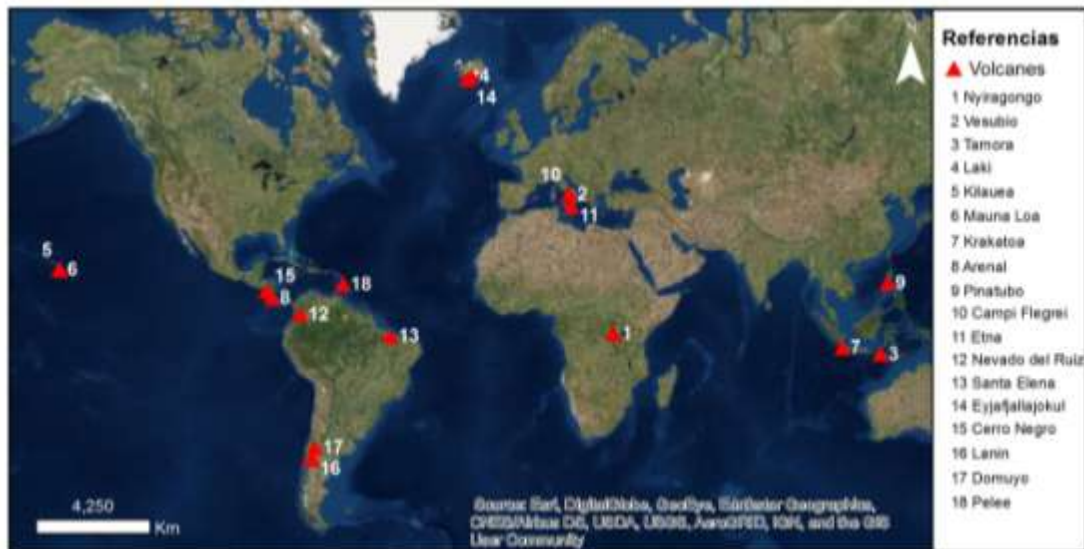 Referencias
Volcanes
1 Nyiragongo
2 Vesubio
3 Tamora
4 Laki
5 Kilauea
6 Mauna Loa
7 Krakatoa
8 Arenal
9 Pinatubo
10 Campi Flegrei
11 Etna
12 Nevado del Ruiz
13 Santa Elena
14 Eyjafjallajokul
15 Cerro Negro
16 Lanin
17 Domuyo
18 Pelee
4
14
10
2
11
5
6
15
8
18
12
13
1
9
7
3
17
16
4,250
Km
Source: Esri, DigitalGlobe, GeoEye, Earthstar Geographics,
CNES/Airbus DS, USDA, USGS, AeroGRID, IGN, and the GIS
User Community